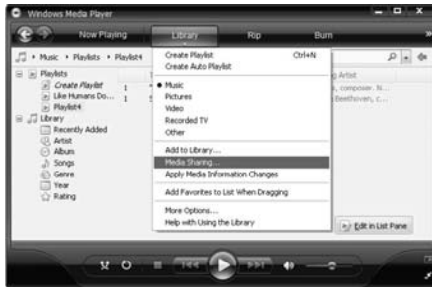 Windows Media Player
Now Playing
Library
Rip
Burn
»
Music ▸ Playlists ▸ Playlist4
Create Playlist Ctrl+N
Create Auto Playlist
Music
Pictures
Video
Recorded TV
Other
Add to Library...
Media Sharing...
Apply Media Information Changes
Add Favorites to List When Dragging
More Options...
Help with Using the Library
Playlists
Create Playlist
Like Humans Do...
Playlist4
Library
Recently Added
Artist
Album
Songs
Genre
Year
Rating
1
1
g Artist
, composer. N...
Beethoven, c...
Edit in List Pane